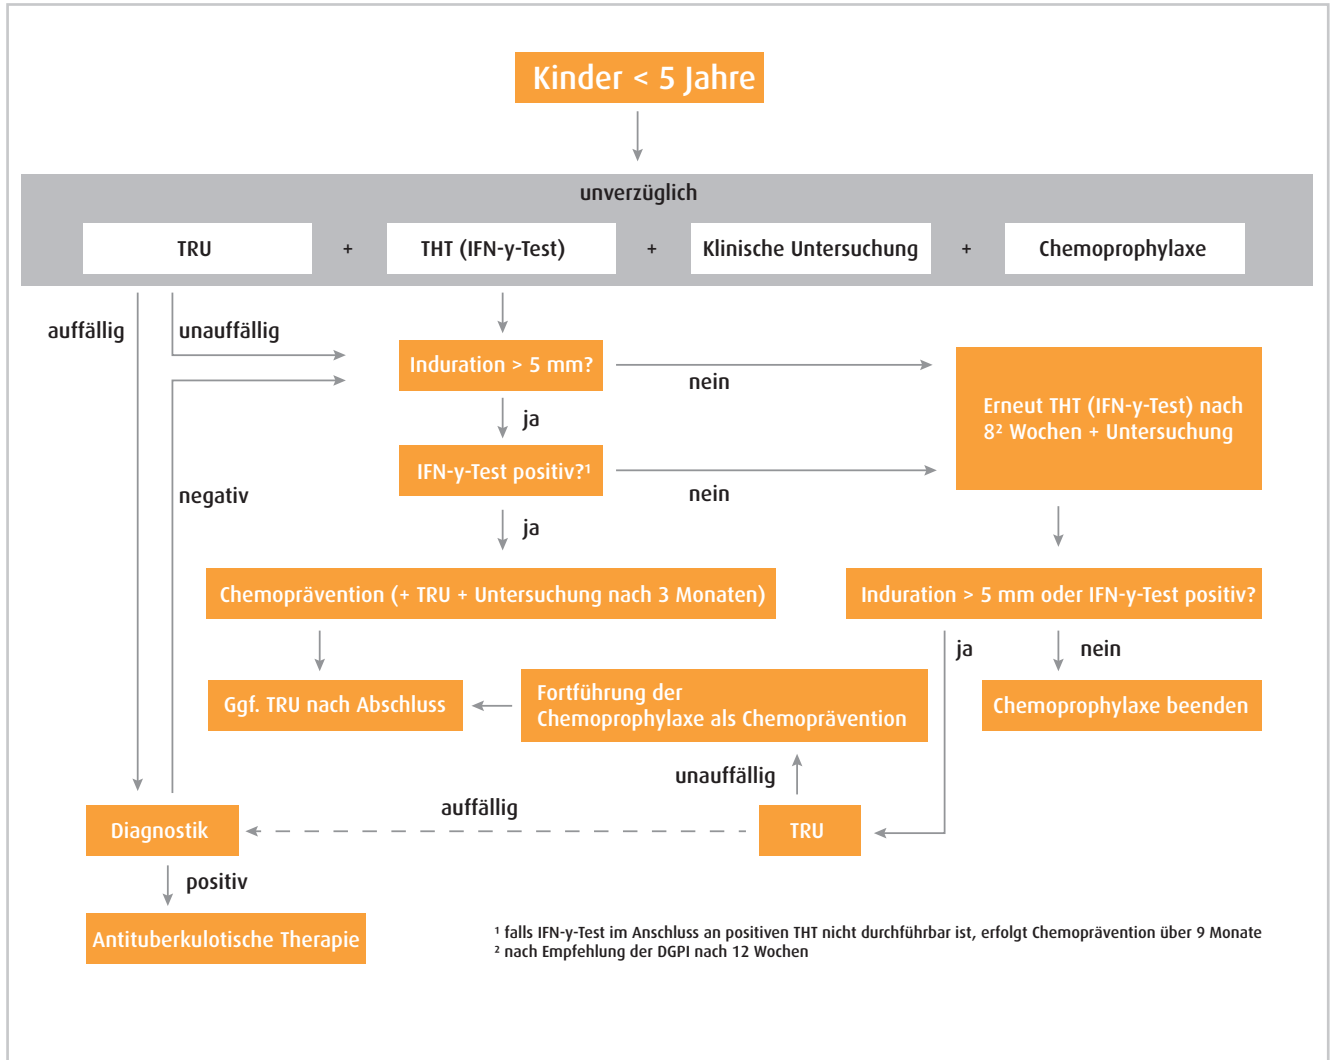 Kinder < 5 Jahre
unverzüglich
TRU
+
THT (IFN-y-Test)
+
Klinische Untersuchung
+
Chemoprophylaxe
auffällig
unauffällig
Induration > 5 mm?
nein
Erneut THT (IFN-y-Test) nach
8² Wochen + Untersuchung
ja
IFN-y-Test positiv?¹
nein
negativ
ja
Chemoprävention (+ TRU + Untersuchung nach 3 Monaten)
Induration > 5 mm oder IFN-y-Test positiv?
ja
nein
Ggf. TRU nach Abschluss
Fortführung der
Chemoprophylaxe als Chemoprävention
Chemoprophylaxe beenden
unauffällig
auffällig
Diagnostik
TRU
positiv
Antituberkulotische Therapie
¹ falls IFN-y-Test im Anschluss an positiven THT nicht durchführbar ist, erfolgt Chemoprävention über 9 Monate
² nach Empfehlung der DGPI nach 12 Wochen